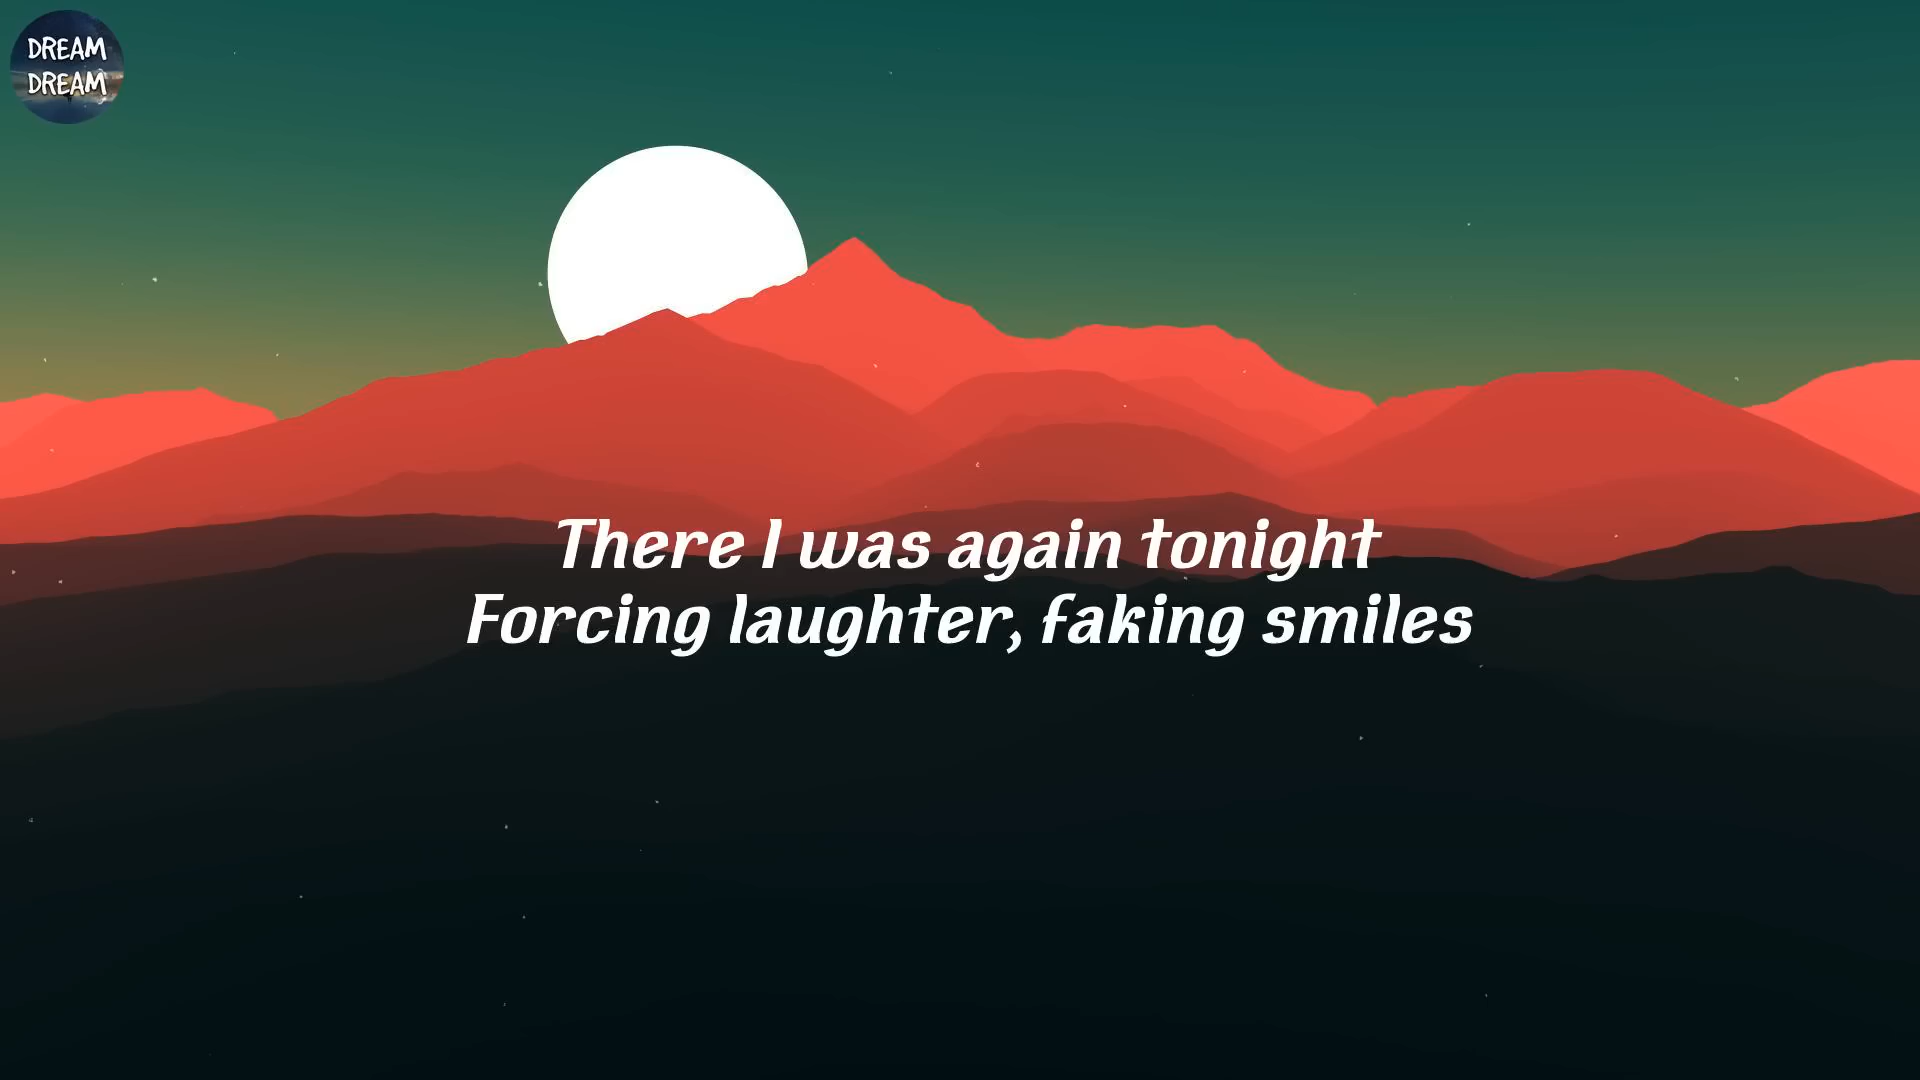 DREAM
DREAM
There I was again tonight
Forcing laughter, faking smiles